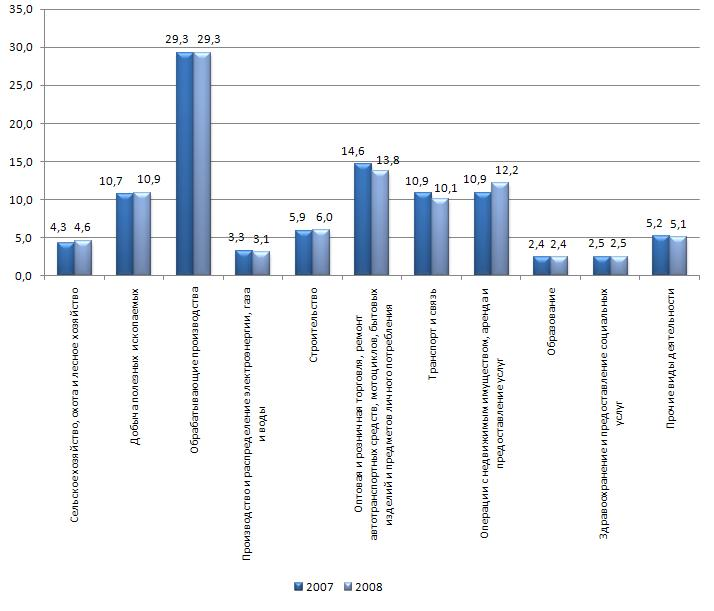 35,0
30,0
25,0
20,0
15,0
10,0
5,0
0,0
4,3
4,6
10,7
10,9
29,3
29,3
3,3
3,1
5,9
6,0
14,6
13,8
10,9
10,1
10,9
12,2
2,4
2,4
2,5
2,5
5,2
5,1
Сельское хозяйство, охота и лесное хозяйство
Добыча полезных ископаемых
Обрабатывающие производства
Производство и распределение электроэнергии, газа
и воды
Строительство
Оптовая и розничная торговля, ремонт
автотранспортных средств, мотоциклов, бытовых
изделий и предметов личного потребления
Транспорт и связь
Операции с недвижимым имуществом, аренда и
предоставление услуг
Образование
Здравоохранение и предоставление социальных
услуг
Прочие виды деятельности
2007
2008